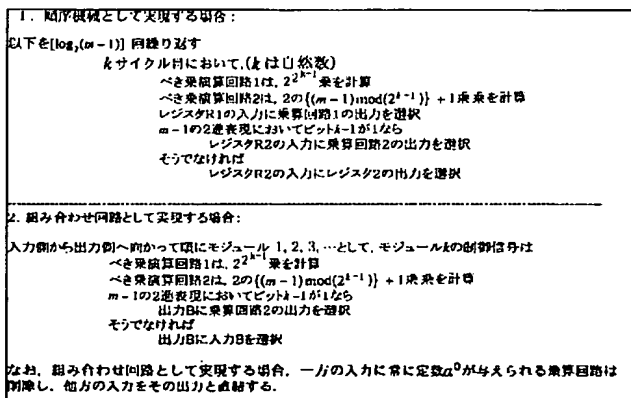 1. 順序機械として実現する場合:
以下を[log₂(m-1)] 回繰り返す
kサイクル目において,(kは自然数)
べき乗演算回路1は, 2^{2^{k-1}}乗を計算
べき乗演算回路2は, 2の{(m-1)mod(2^{k-1})} +1乗乗を計算
レジスタR1の入力に乗算回路1の出力を選択
m-1の2進表現においてビットk-1が1なら
レジスタR2の入力に乗算回路2の出力を選択
そうでなければ
レジスタR2の入力にレジスタ2の出力を選択
2. 組み合わせ回路として実現する場合:
入力側から出力側へ向かって順にモジュール 1, 2, 3, …として, モジュールkの制御信号は
べき乗演算回路1は, 2^{2^{k-1}}乗を計算
べき乗演算回路2は, 2の{(m-1)mod(2^{k-1})} +1乗乗を計算
m-1の2進表現においてビットk-1が1なら
出力Bに乗算回路2の出力を選択
そうでなければ
出力Bに入力Bを選択
なお, 組み合わせ回路として実現する場合, 一方の入力に常に定数a⁰が与えられる乗算回路は
削除し, 他方の入力をその出力と直結する.